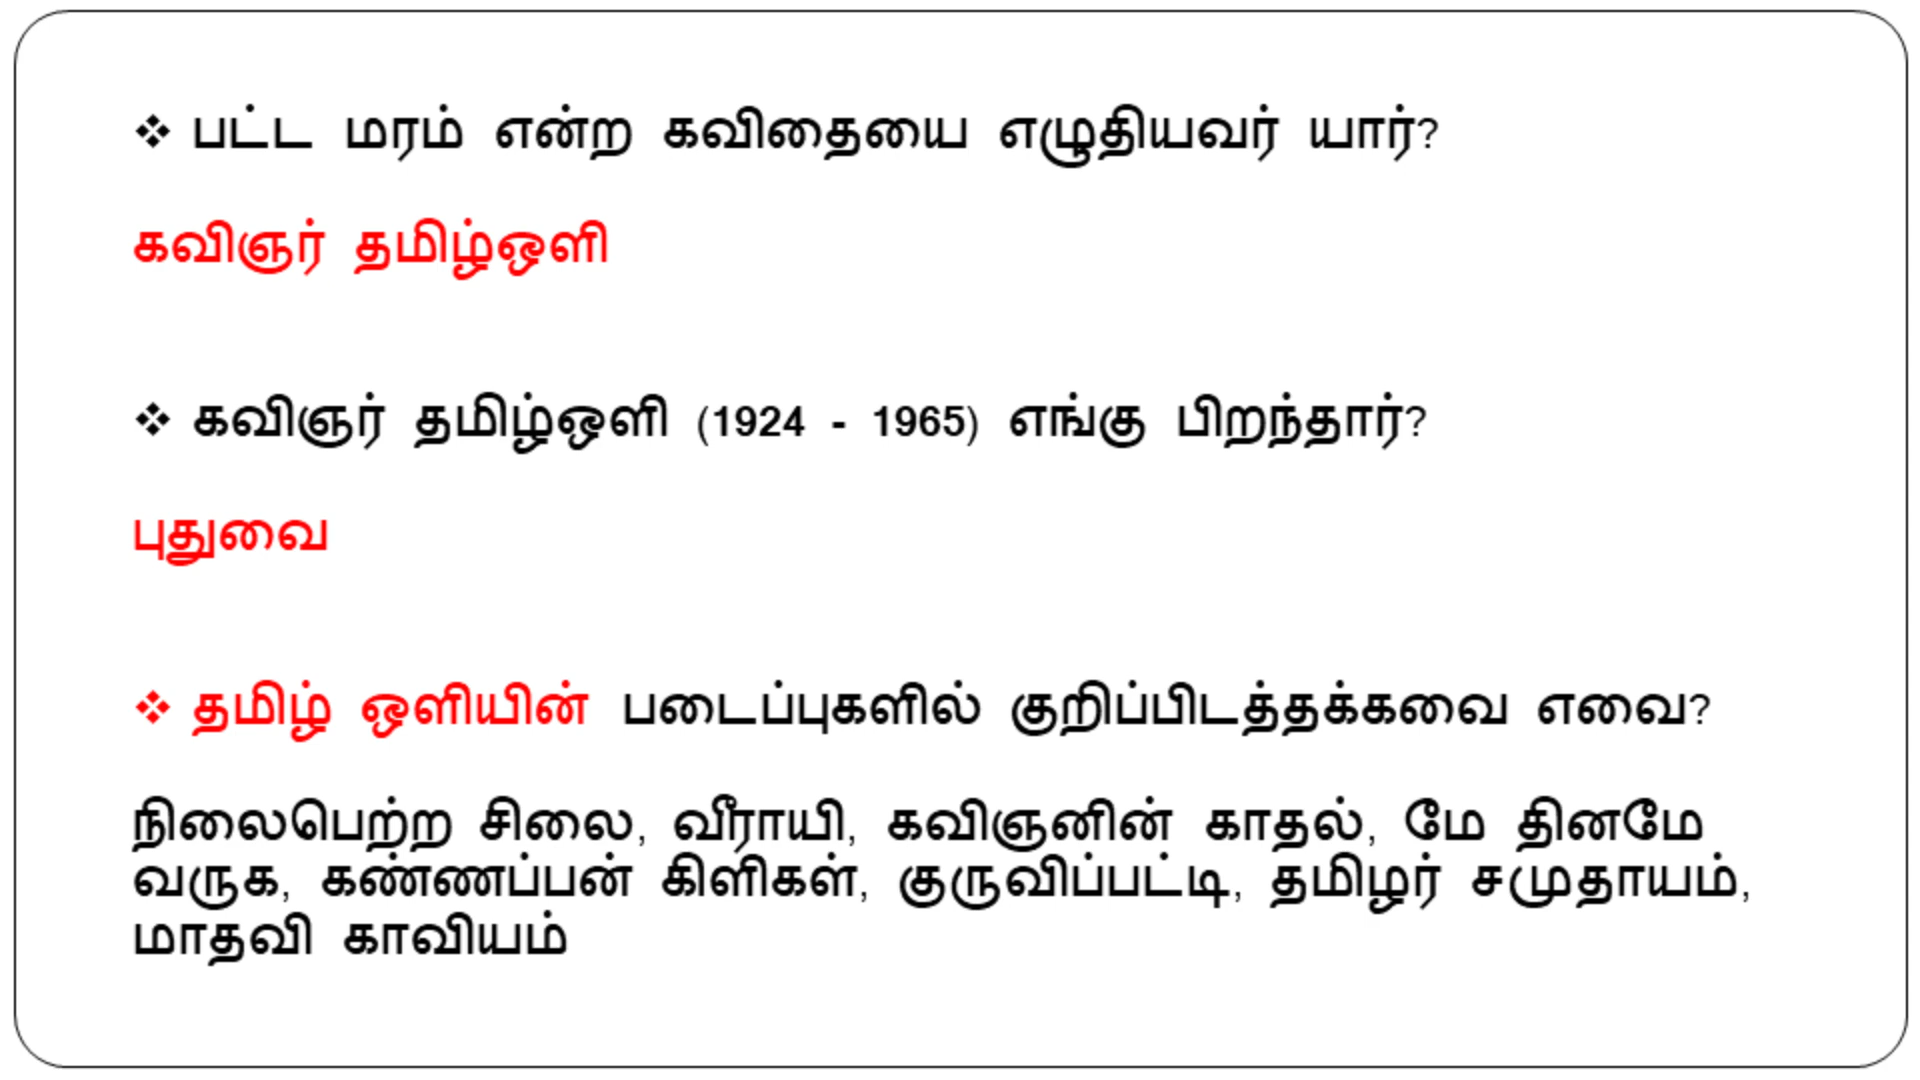 ❖ பட்ட மரம் என்ற கவிதையை எழுதியவர் யார்?
கவிஞர் தமிழ்ஒளி
❖ கவிஞர் தமிழ்ஒளி (1924 - 1965) எங்கு பிறந்தார்?
புதுவை
❖ தமிழ் ஒளியின் படைப்புகளில் குறிப்பிடத்தக்கவை எவை?
நிலைபெற்ற சிலை, வீராயி, கவிஞனின் காதல், மே தினமே
வருக, கண்ணப்பன் கிளிகள், குருவிப்பட்டி, தமிழர் சமுதாயம்,
மாதவி காவியம்